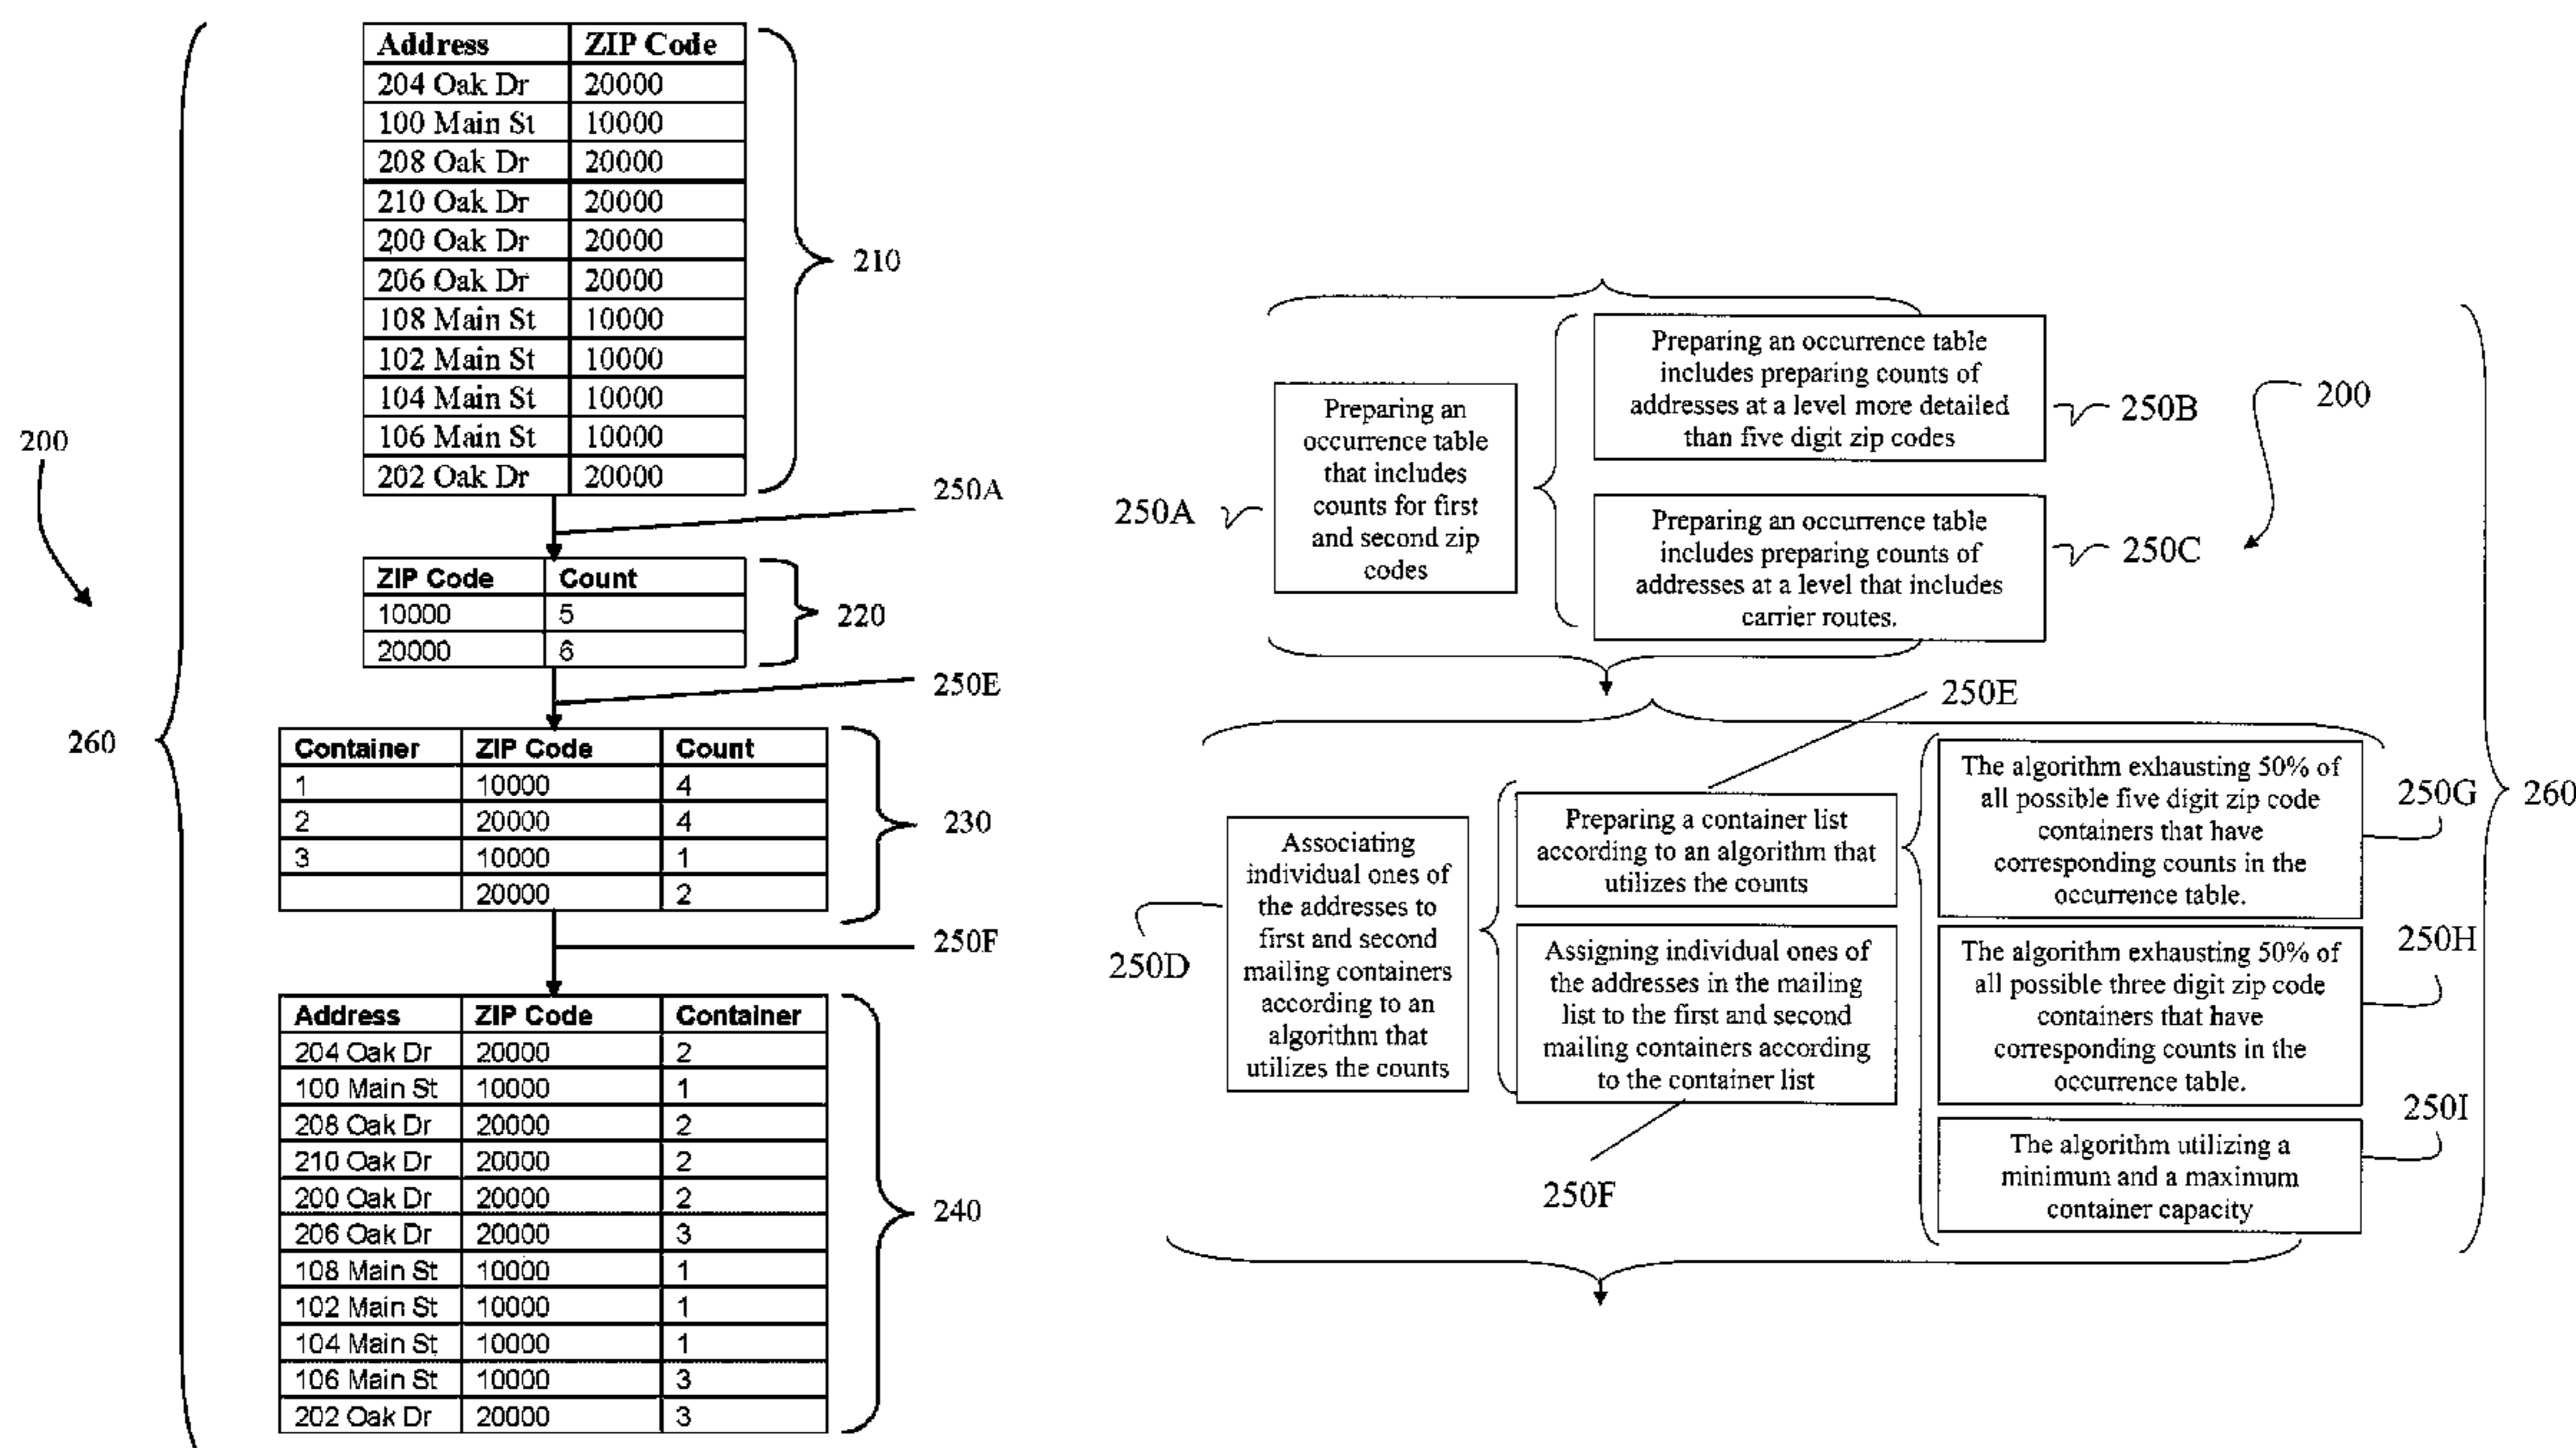 Address ZIP Code
204 Oak Dr 20000
100 Main St 10000
208 Oak Dr 20000
210 Oak Dr 20000
200 Oak Dr 20000
206 Oak Dr 20000
108 Main St 10000
102 Main St 10000
104 Main St 10000
106 Main St 10000
202 Oak Dr 20000
210
200
250A
ZIP Code Count
10000 5
20000 6
220
250E
260
Container ZIP Code Count
1 10000 4
2 20000 4
3 10000 1
20000 2
230
250F
Address ZIP Code Container
204 Oak Dr 20000 2
100 Main St 10000 1
208 Oak Dr 20000 2
210 Oak Dr 20000 2
200 Oak Dr 20000 2
206 Oak Dr 20000 3
108 Main St 10000 1
102 Main St 10000 1
104 Main St 10000 1
106 Main St 10000 3
202 Oak Dr 20000 3
240
250A
Preparing an
occurrence table
that includes
counts for first
and second zip
codes
Preparing an occurrence table
includes preparing counts of
addresses at a level more detailed
than five digit zip codes
250B
200
Preparing an occurrence table
includes preparing counts of
addresses at a level that includes
carrier routes.
250C
250E
250D
Associating
individual ones of
the addresses to
first and second
mailing containers
according to an
algorithm that
utilizes the counts
Preparing a container list
according to an algorithm that
utilizes the counts
Assigning individual ones of
the addresses in the mailing
list to the first and second
mailing containers according
to the container list
250F
The algorithm exhausting 50% of
all possible five digit zip code
containers that have
corresponding counts in the
occurrence table.
250G
260
The algorithm exhausting 50% of
all possible three digit zip code
containers that have
corresponding counts in the
occurrence table.
250H
The algorithm utilizing a
minimum and a maximum
container capacity
250I